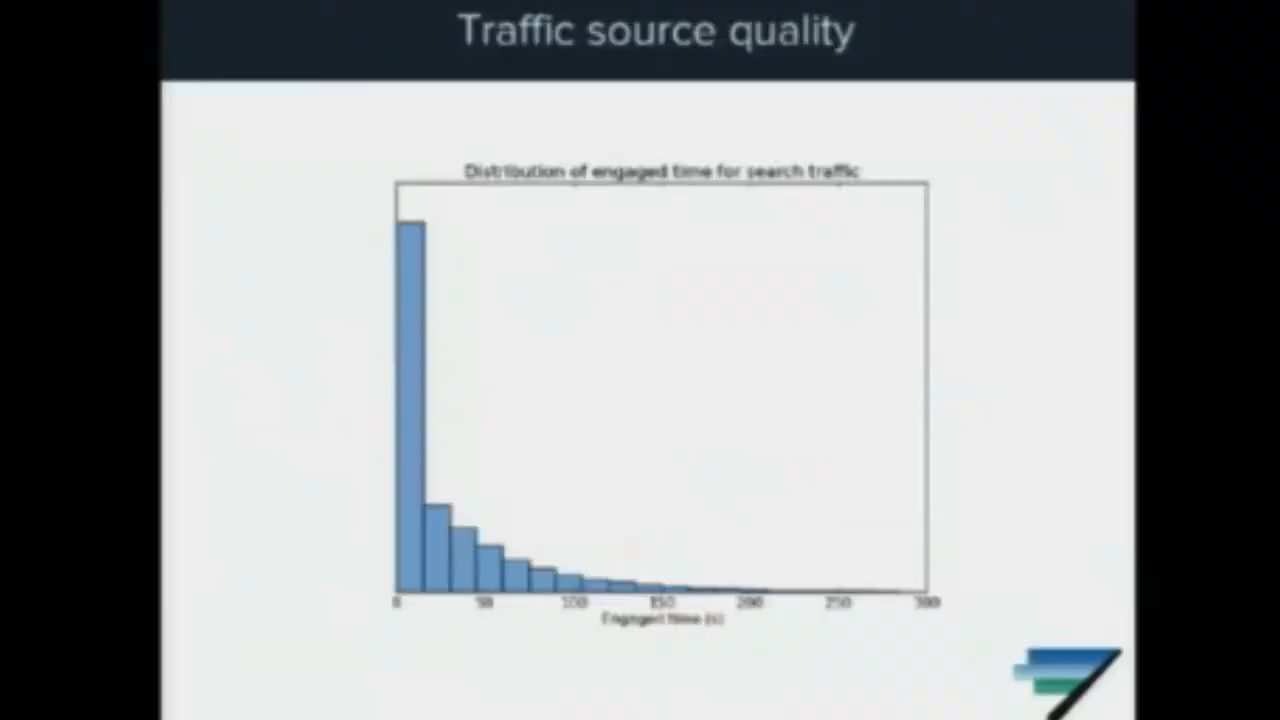 Traffic source quality
Distribution of engaged time for search traffic
0 50 100 150 200 250 300
Engaged time (s)